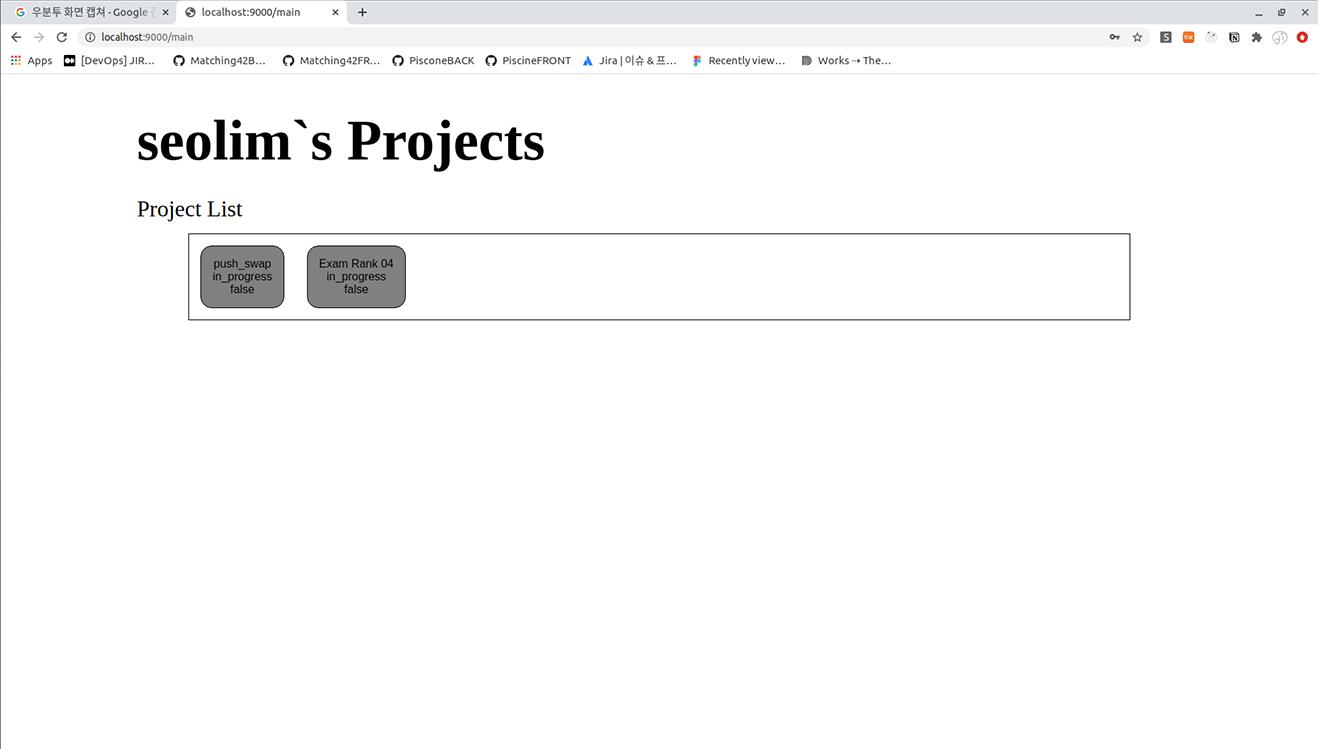 우분투 화면 캡쳐 - Google
localhost:9000/main
localhost:9000/main
Apps
[DevOps] JIR...
Matching42B...
Matching42FR...
PisconeBACK
PiscineFRONT
Jira | 이슈 & 프...
Recently view...
Works ⇢ The...
seolim`s Projects
Project List
push_swap
in_progress
false
Exam Rank 04
in_progress
false